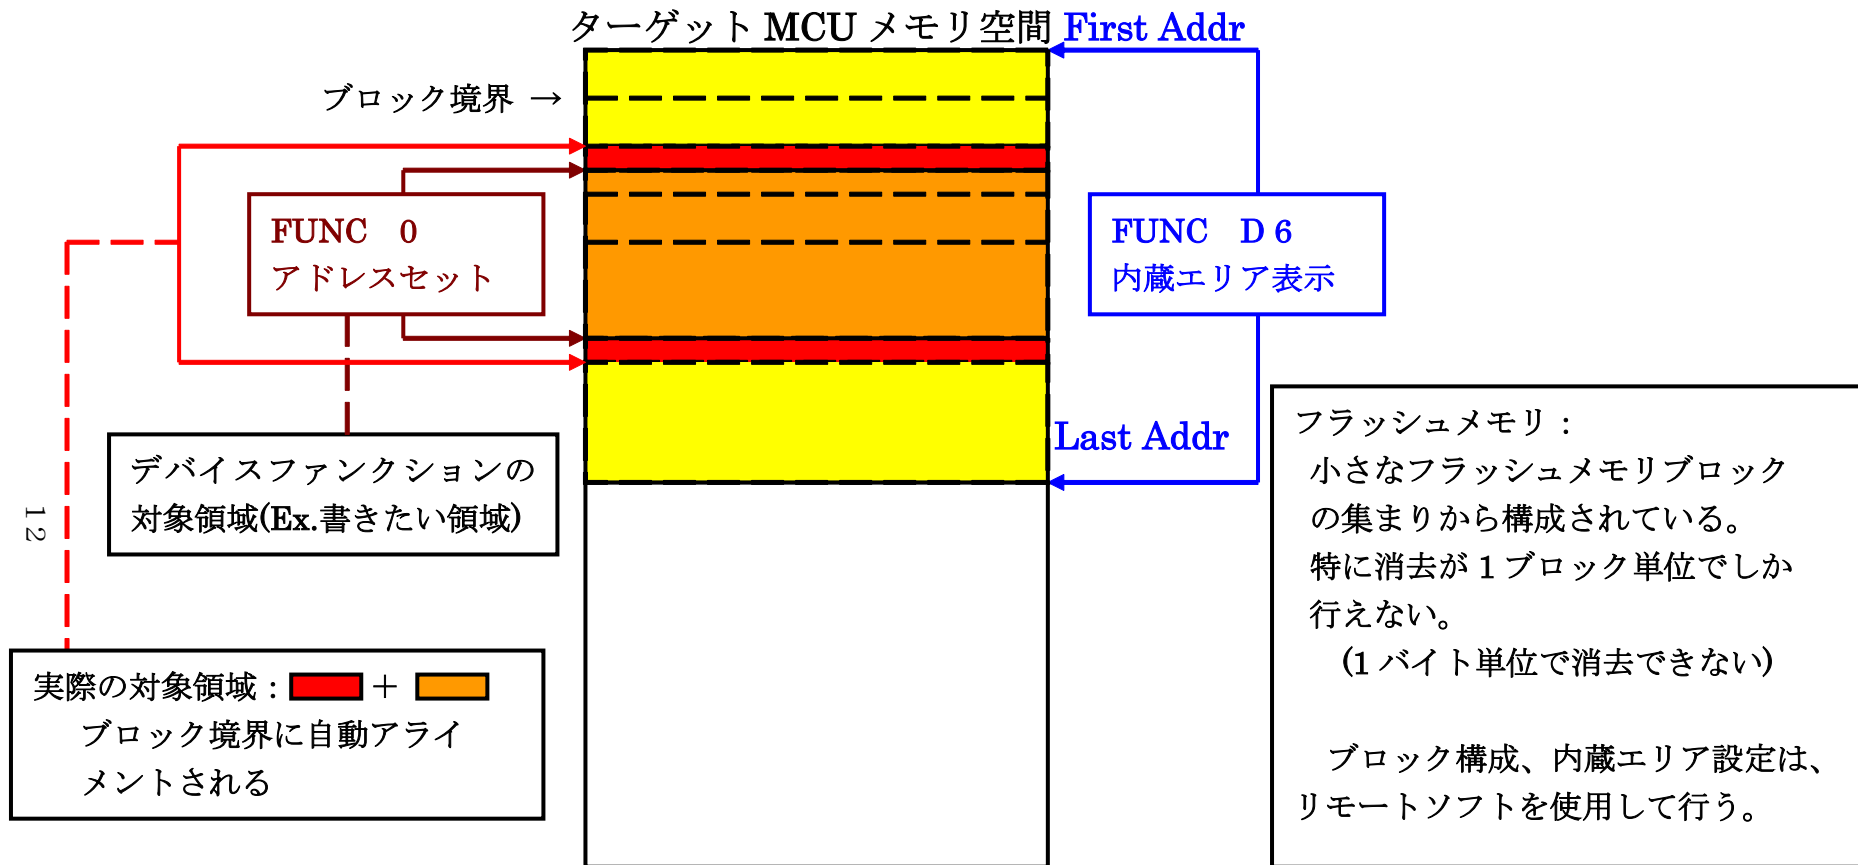 ターゲット MCU メモリ空間 First Addr
ブロック境界 →
FUNC 0
アドレスセット
FUNC D6
内蔵エリア表示
Last Addr
デバイスファンクションの
対象領域(Ex.書きたい領域)
12
実際の対象領域：　＋
ブロック境界に自動アライ
メントされる
フラッシュメモリ：
小さなフラッシュメモリブロック
の集まりから構成されている。
特に消去が1ブロック単位でしか
行えない。
(1バイト単位で消去できない)
ブロック構成、内蔵エリア設定は、
リモートソフトを使用して行う。